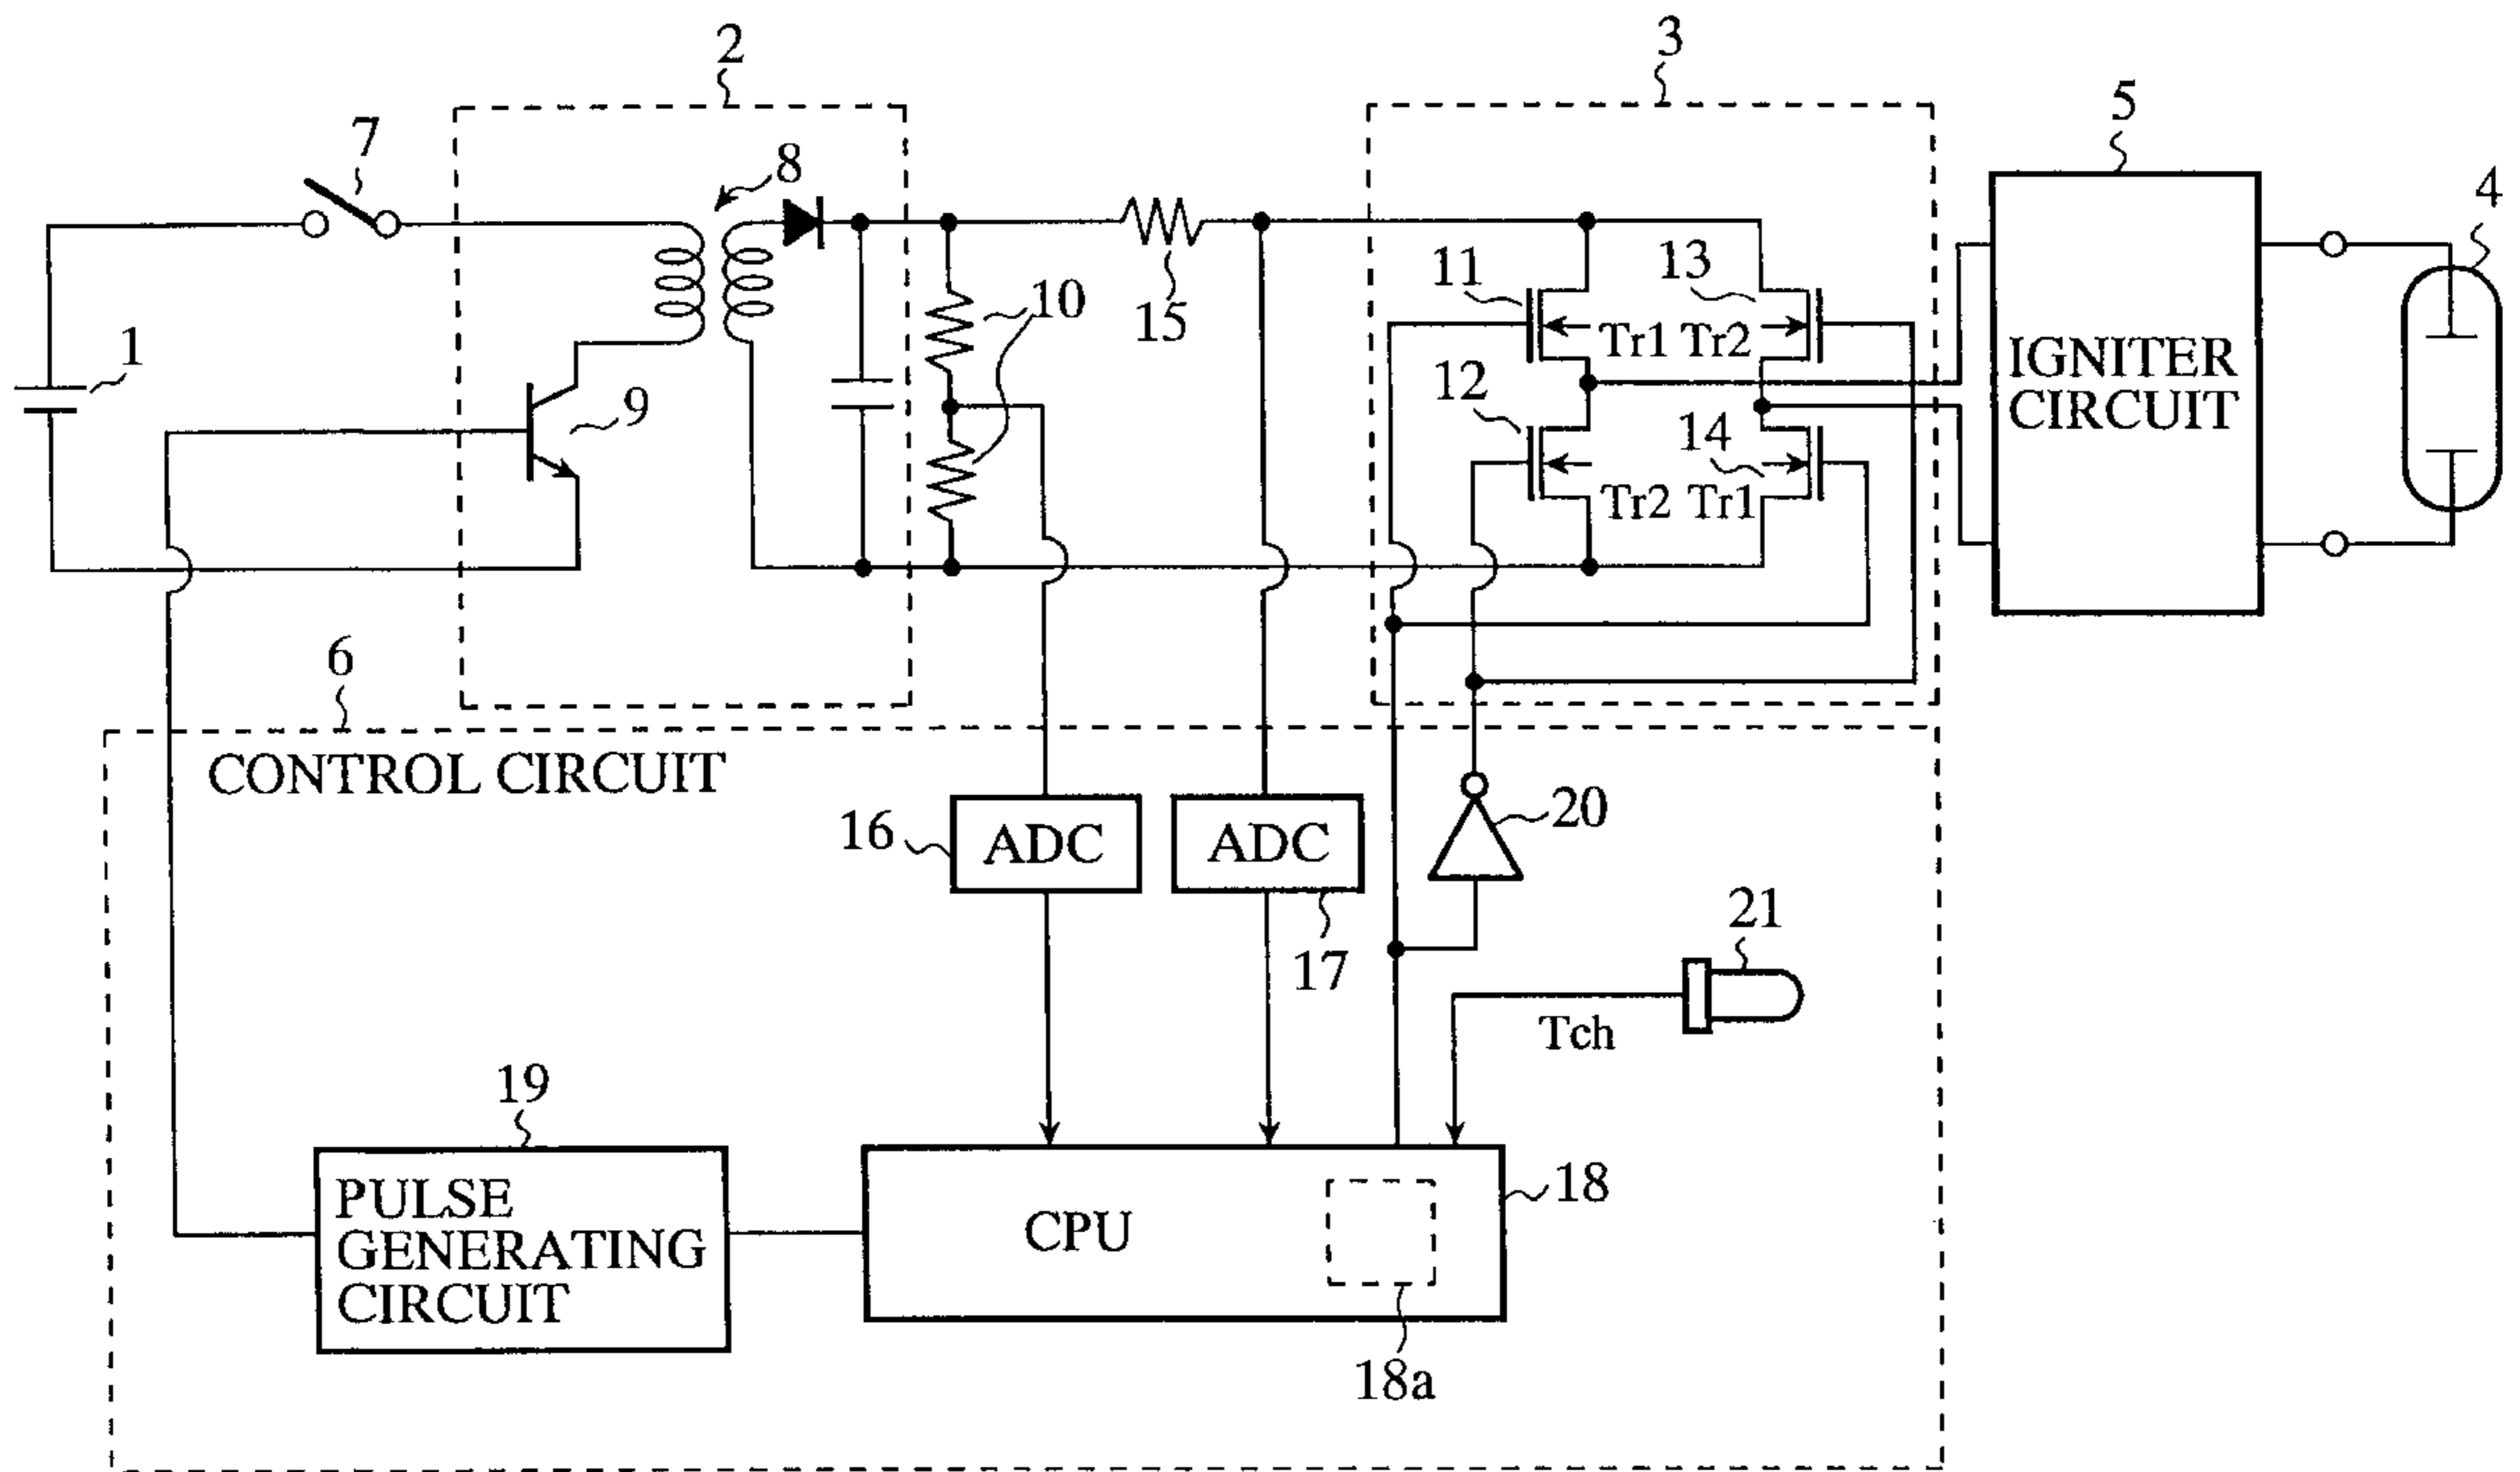 2
3
5
7
8
4
11
13
10
1
15
Tr1 Tr2
IGNITER
CIRCUIT
12
9
14
Tr2 Tr1
6
CONTROL CIRCUIT
16
ADC
ADC
20
21
17
Tch
19
PULSE
GENERATING
CIRCUIT
CPU
18
18a